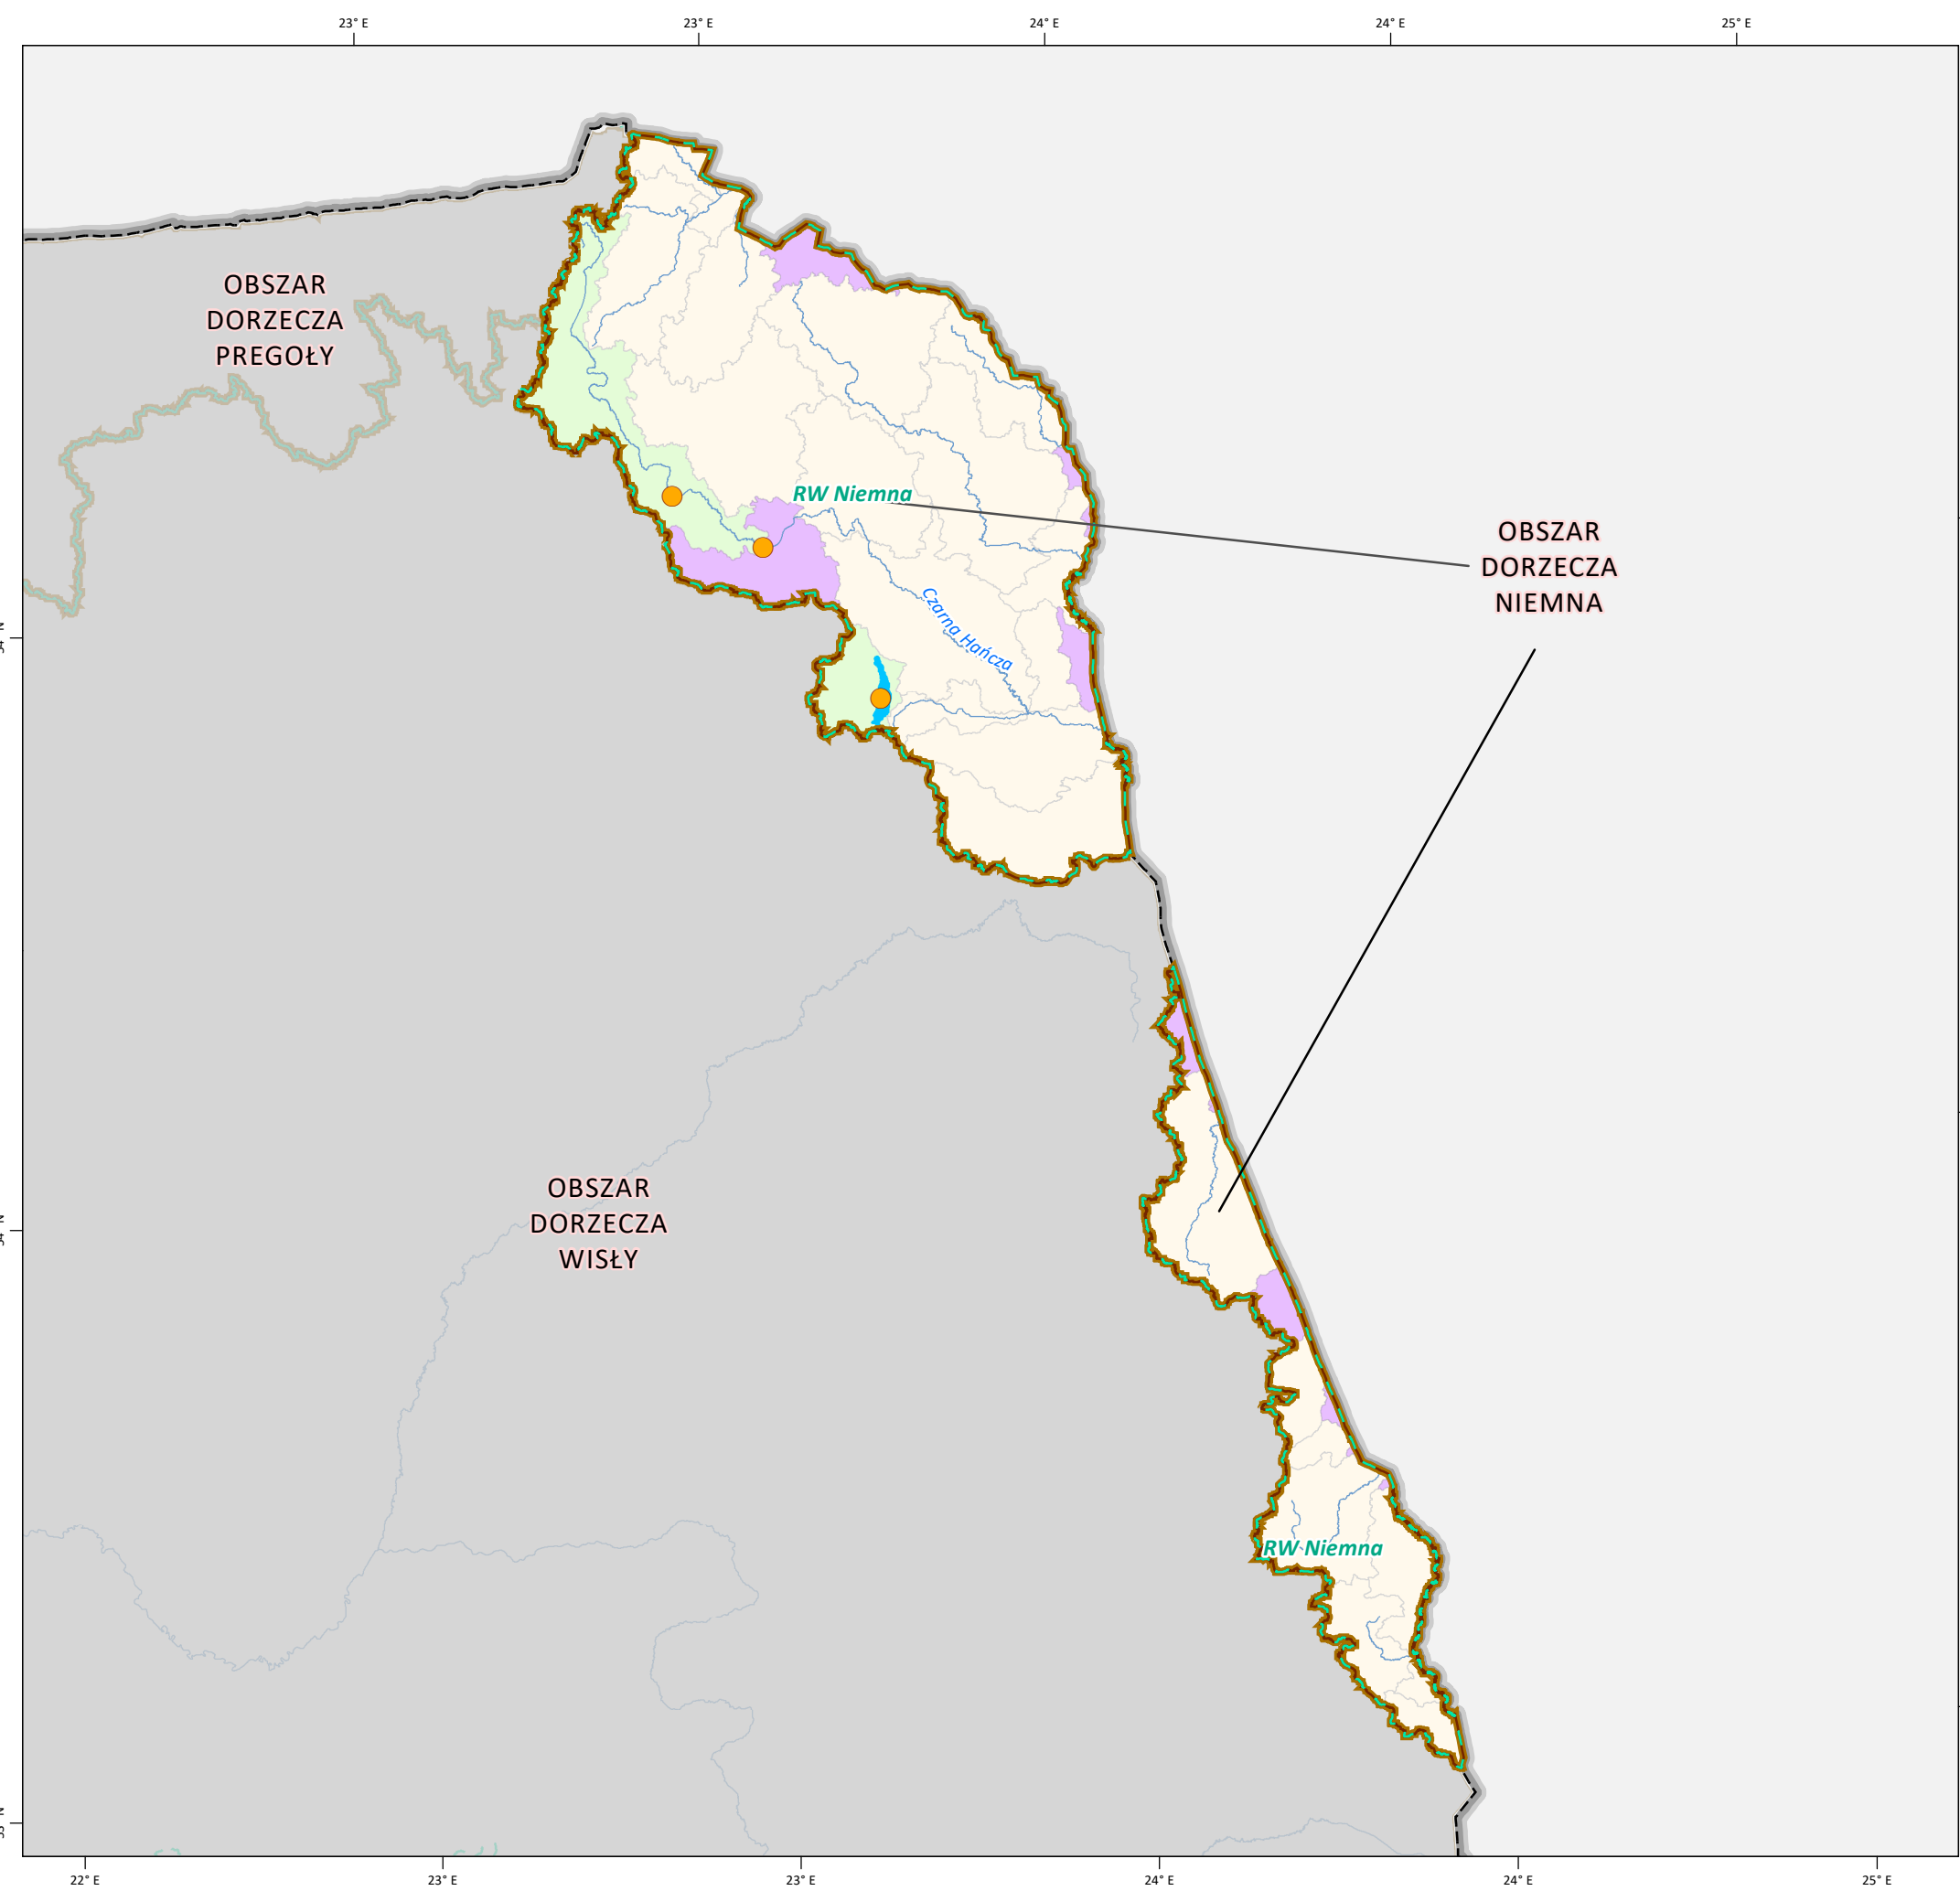 23° E
23° E
24° E
24° E
25° E
OBSZAR
DORZECZA
PREGOŁY
RW Niemna
OBSZAR
DORZECZA
NIEMNA
Czarna Hańcza
OBSZAR
DORZECZA
WISŁY
RW Niemna
22° E
23° E
23° E
24° E
24° E
25° E